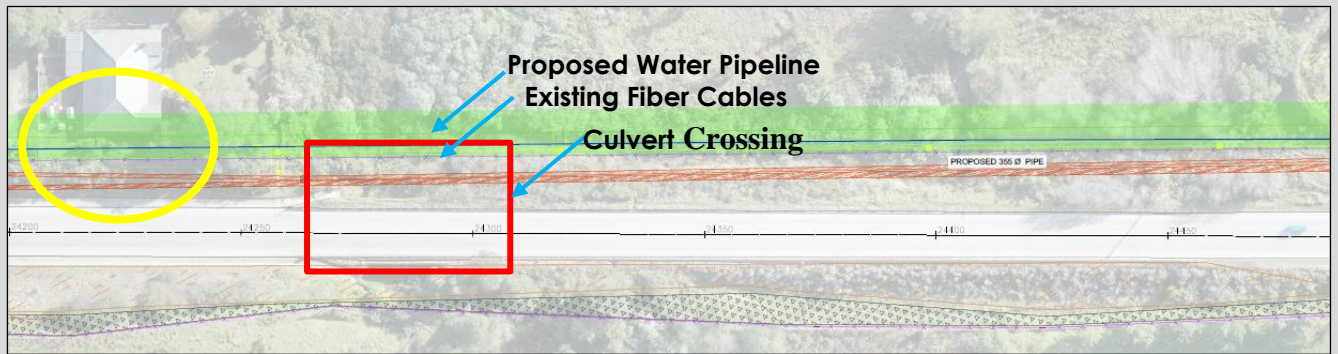 Proposed Water Pipeline
Existing Fiber Cables
Culvert Crossing
PROPOSED 355 Ø PIPE
24200
24250
24300
24350
24400
24450